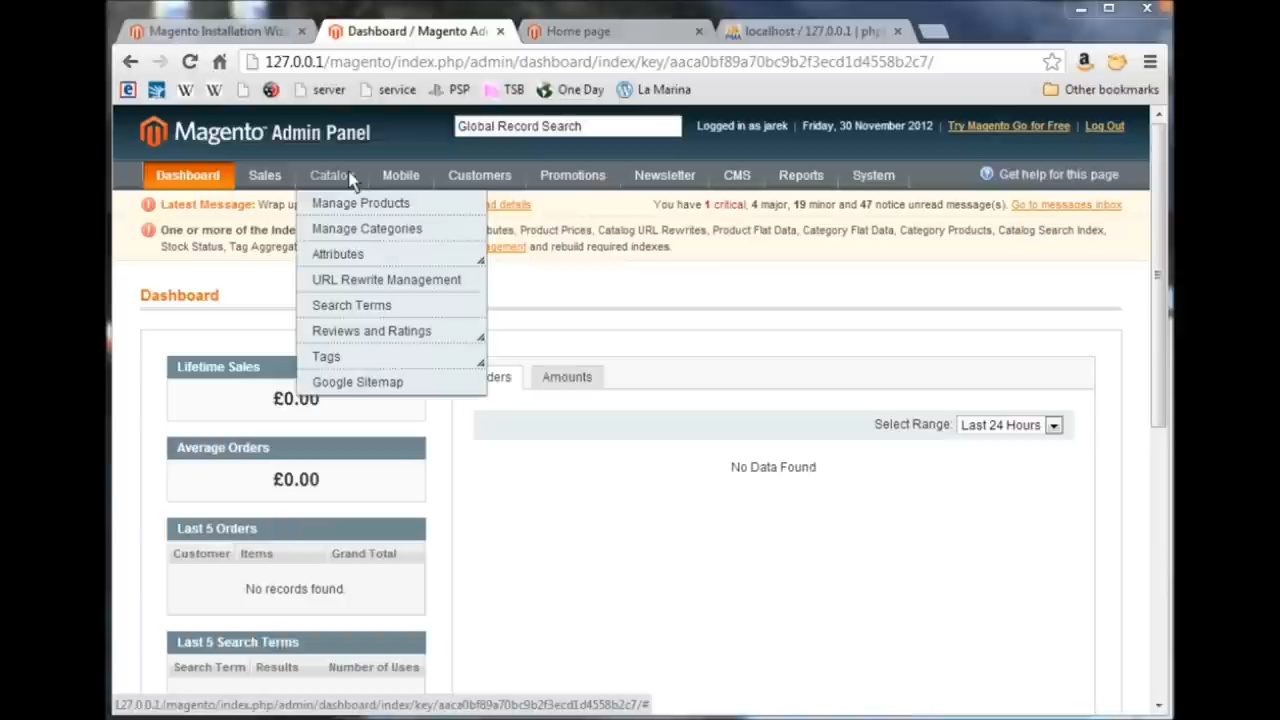 Magento Installation Wiz
Dashboard / Magento Ad
Home page
localhost / 127.0.0.1 | php
127.0.0.1/magento/index.php/admin/dashboard/index/key/aaca0bf89a70bc9b2f3ecd1d4558b2c7/
server
service
PSP
TSB
One Day
La Marina
Other bookmarks
Magento Admin Panel
Global Record Search
Logged in as jarek | Friday, 30 November 2012 | Try Magento Go for Free | Log Out
Dashboard
Sales
Catalog
Mobile
Customers
Promotions
Newsletter
CMS
Reports
System
Get help for this page
Latest Message: Wrap up
d details
You have 1 critical, 4 major, 19 minor and 47 notice unread message(s). Go to messages inbox
One or more of the Inde
butes, Product Prices, Catalog URL Rewrites, Product Flat Data, Category Flat Data, Category Products, Catalog Search Index,
Stock Status, Tag Aggregat
gement and rebuild required indexes.
Manage Products
Manage Categories
Attributes
URL Rewrite Management
Search Terms
Reviews and Ratings
Tags
Google Sitemap
Dashboard
Lifetime Sales
£0.00
Average Orders
£0.00
Last 5 Orders
Customer Items Grand Total
No records found.
Last 5 Search Terms
Search Term Results Number of Uses
ders
Amounts
Select Range: Last 24 Hours
No Data Found
127.0.0.1/magento/index.php/admin/dashboard/index/key/aaca0bf89a70bc9b2f3ecd1d4558b2c7/#